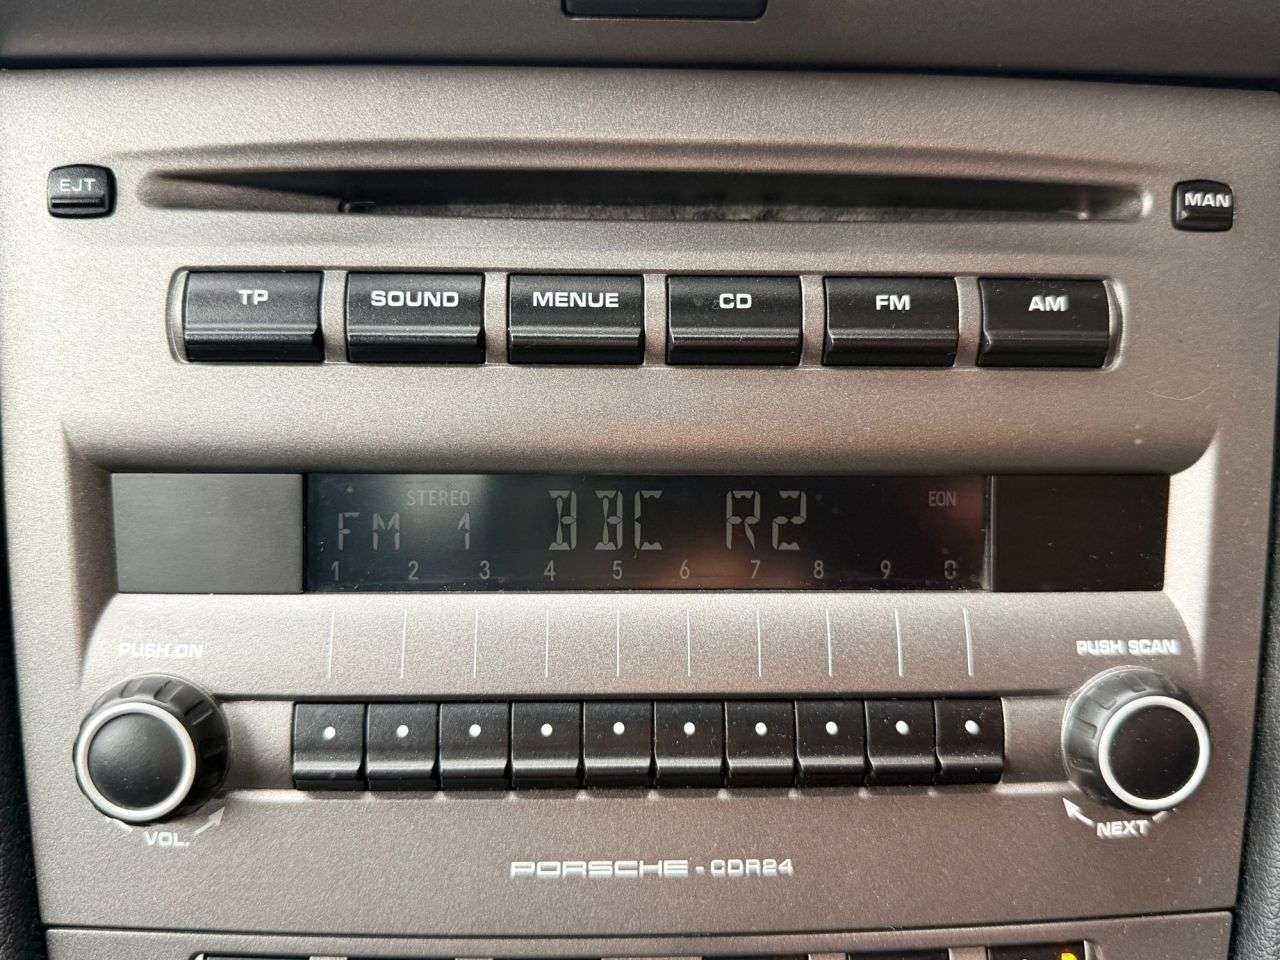 EJT
MAN
TP SOUND MENUE CD FM AM
STEREO EON
FM 1 BBC R2
1 2 3 4 5 6 7 8 9 0
PUSH ON PUSH SCAN
VOL. NEXT
PORSCHE - CDR24